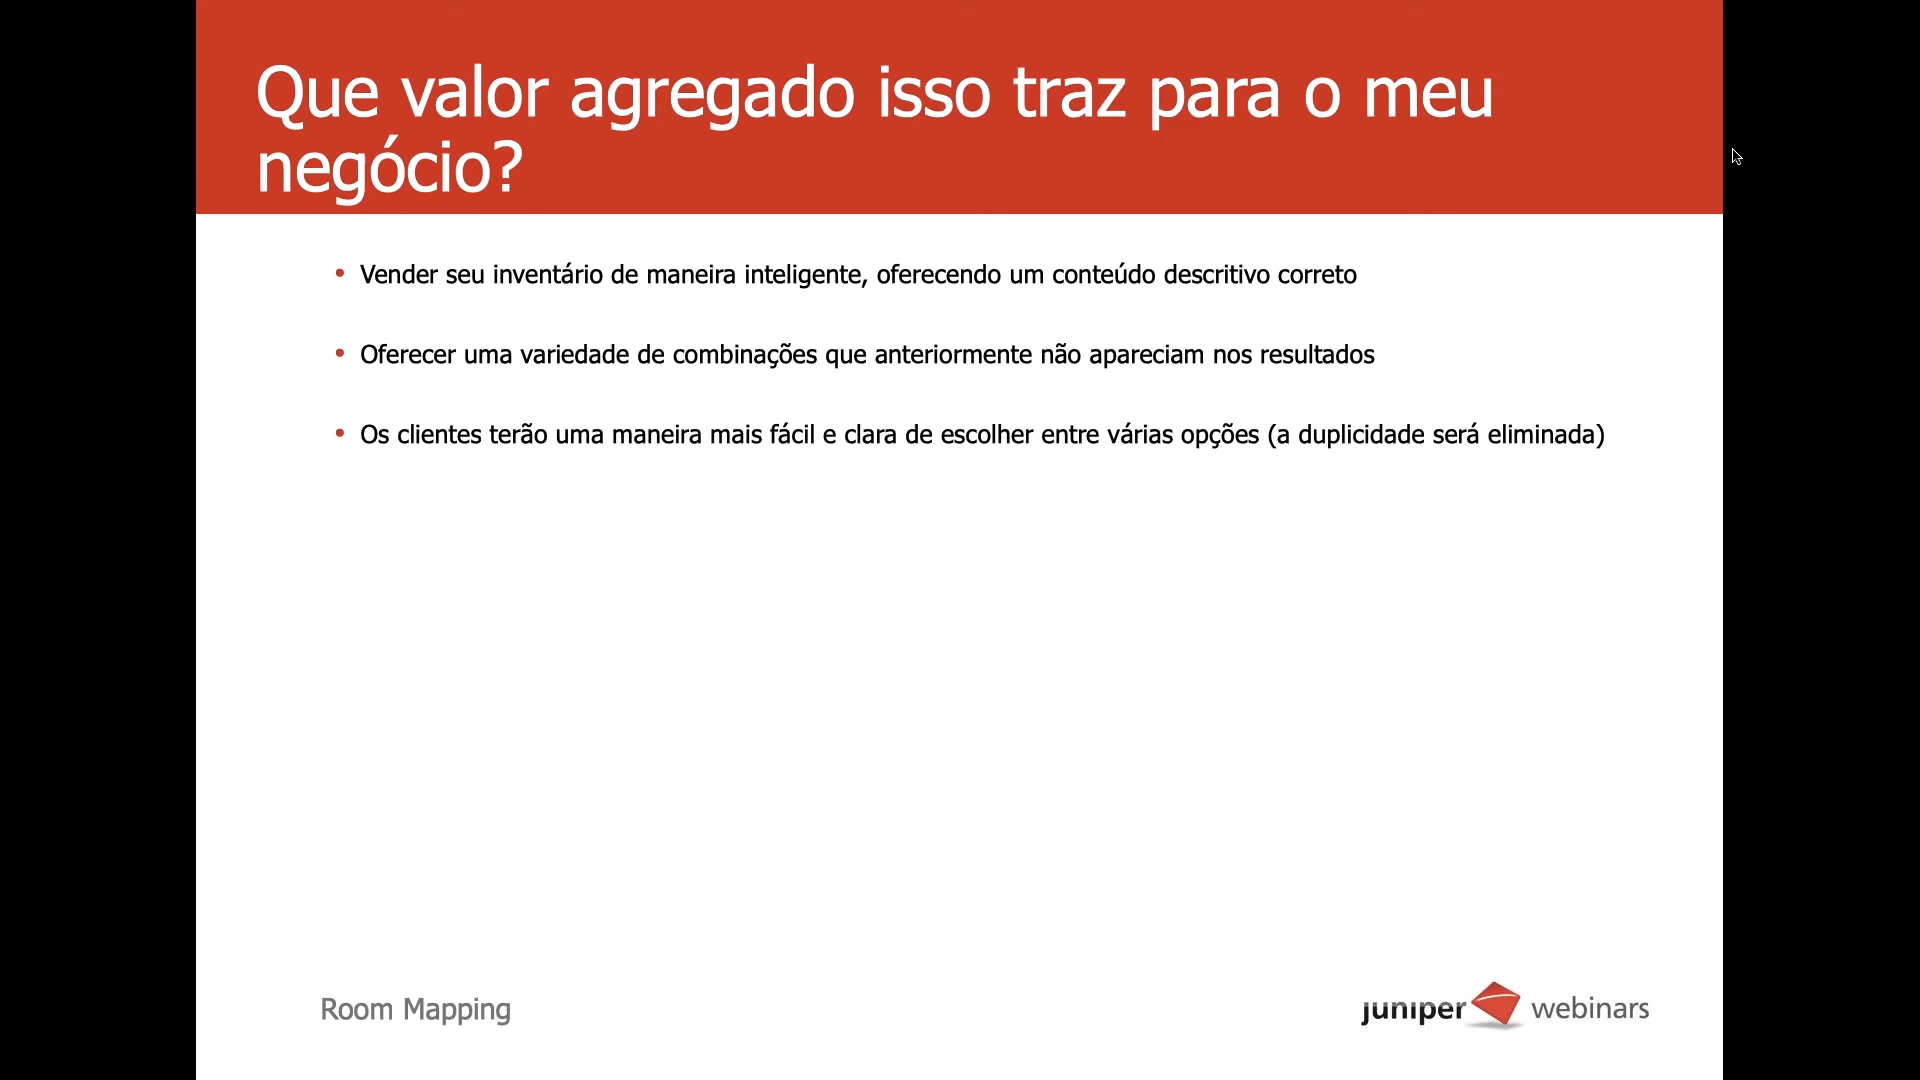 Que valor agregado isso traz para o meu
negócio?
• Vender seu inventário de maneira inteligente, oferecendo um conteúdo descritivo correto
• Oferecer uma variedade de combinações que anteriormente não apareciam nos resultados
• Os clientes terão uma maneira mais fácil e clara de escolher entre várias opções (a duplicidade será eliminada)
Room Mapping
juniper webinars